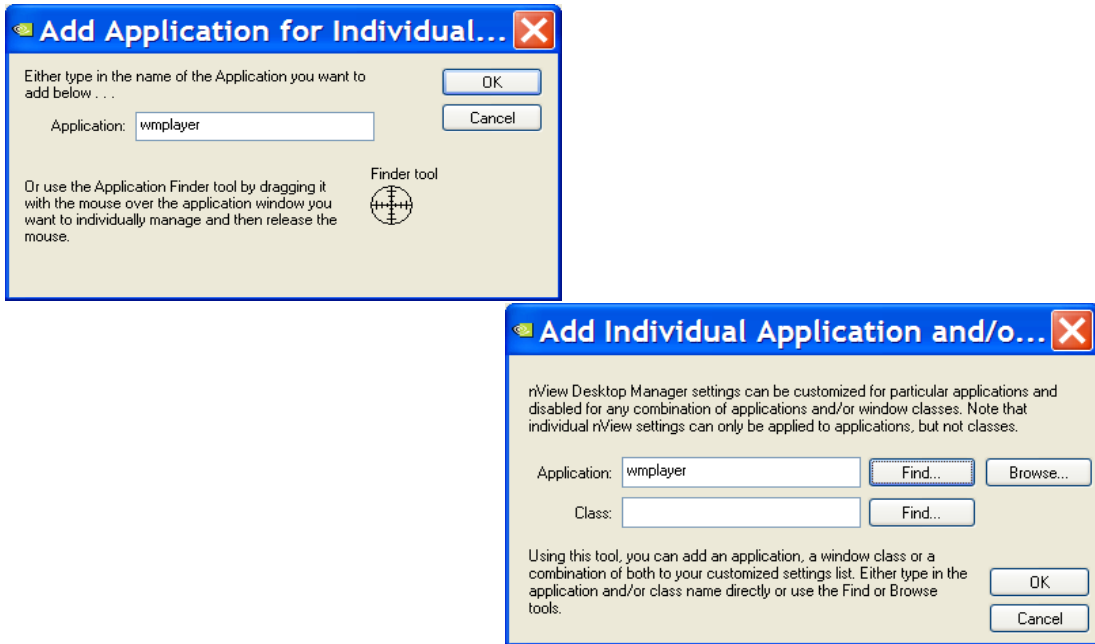 Add Application for Individual...
Either type in the name of the Application you want to
add below . . .
OK
Application: wmplayer
Cancel
Finder tool
Or use the Application Finder tool by dragging it
with the mouse over the application window you
want to individually manage and then release the
mouse.
Add Individual Application and/o...
nView Desktop Manager settings can be customized for particular applications and
disabled for any combination of applications and/or window classes. Note that
individual nView settings can only be applied to applications, but not classes.
Application: wmplayer Find... Browse...
Class: Find...
Using this tool, you can add an application, a window class or a
combination of both to your customized settings list. Either type in the
application and/or class name directly or use the Find or Browse
tools.
OK
Cancel